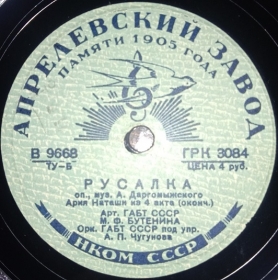 АПРЕЛЕВСКИЙ ЗАВОД
ПАМЯТИ 1905 ГОДА
В 9668 ГРК 3084
ТУ-Б ЦЕНА 4 руб.
РУСАЛКА
оп., муз. А. Даргомыжского
Ария Наташи из 4 акта (оконч.)
Арт. ГАБТ СССР
М. Ф. БУТЕНИНА
Орк. ГАБТ СССР под упр.
А. П. Чугунова
НКОМ СССР